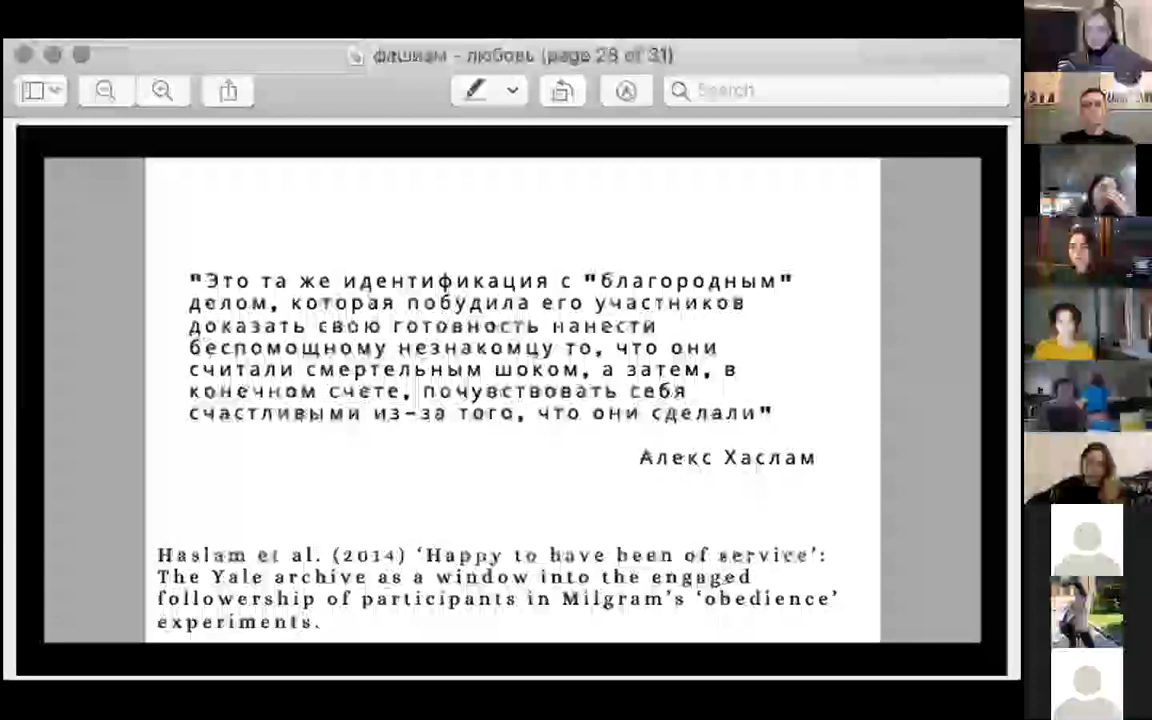 фашизм - любовь (page 28 of 31)
Search
"Это та же идентификация с "благородным"
делом, которая побудила его участников
доказать свою готовность нанести
беспомощному незнакомцу то, что они
считали смертельным шоком, а затем, в
конечном счете, почувствовать себя
счастливыми из-за того, что они сделали"
Алекс Хаслам
Haslam et al. (2014) ‘Happy to have been of service’:
The Yale archive as a window into the engaged
followership of participants in Milgram’s ‘obedience’
experiments.